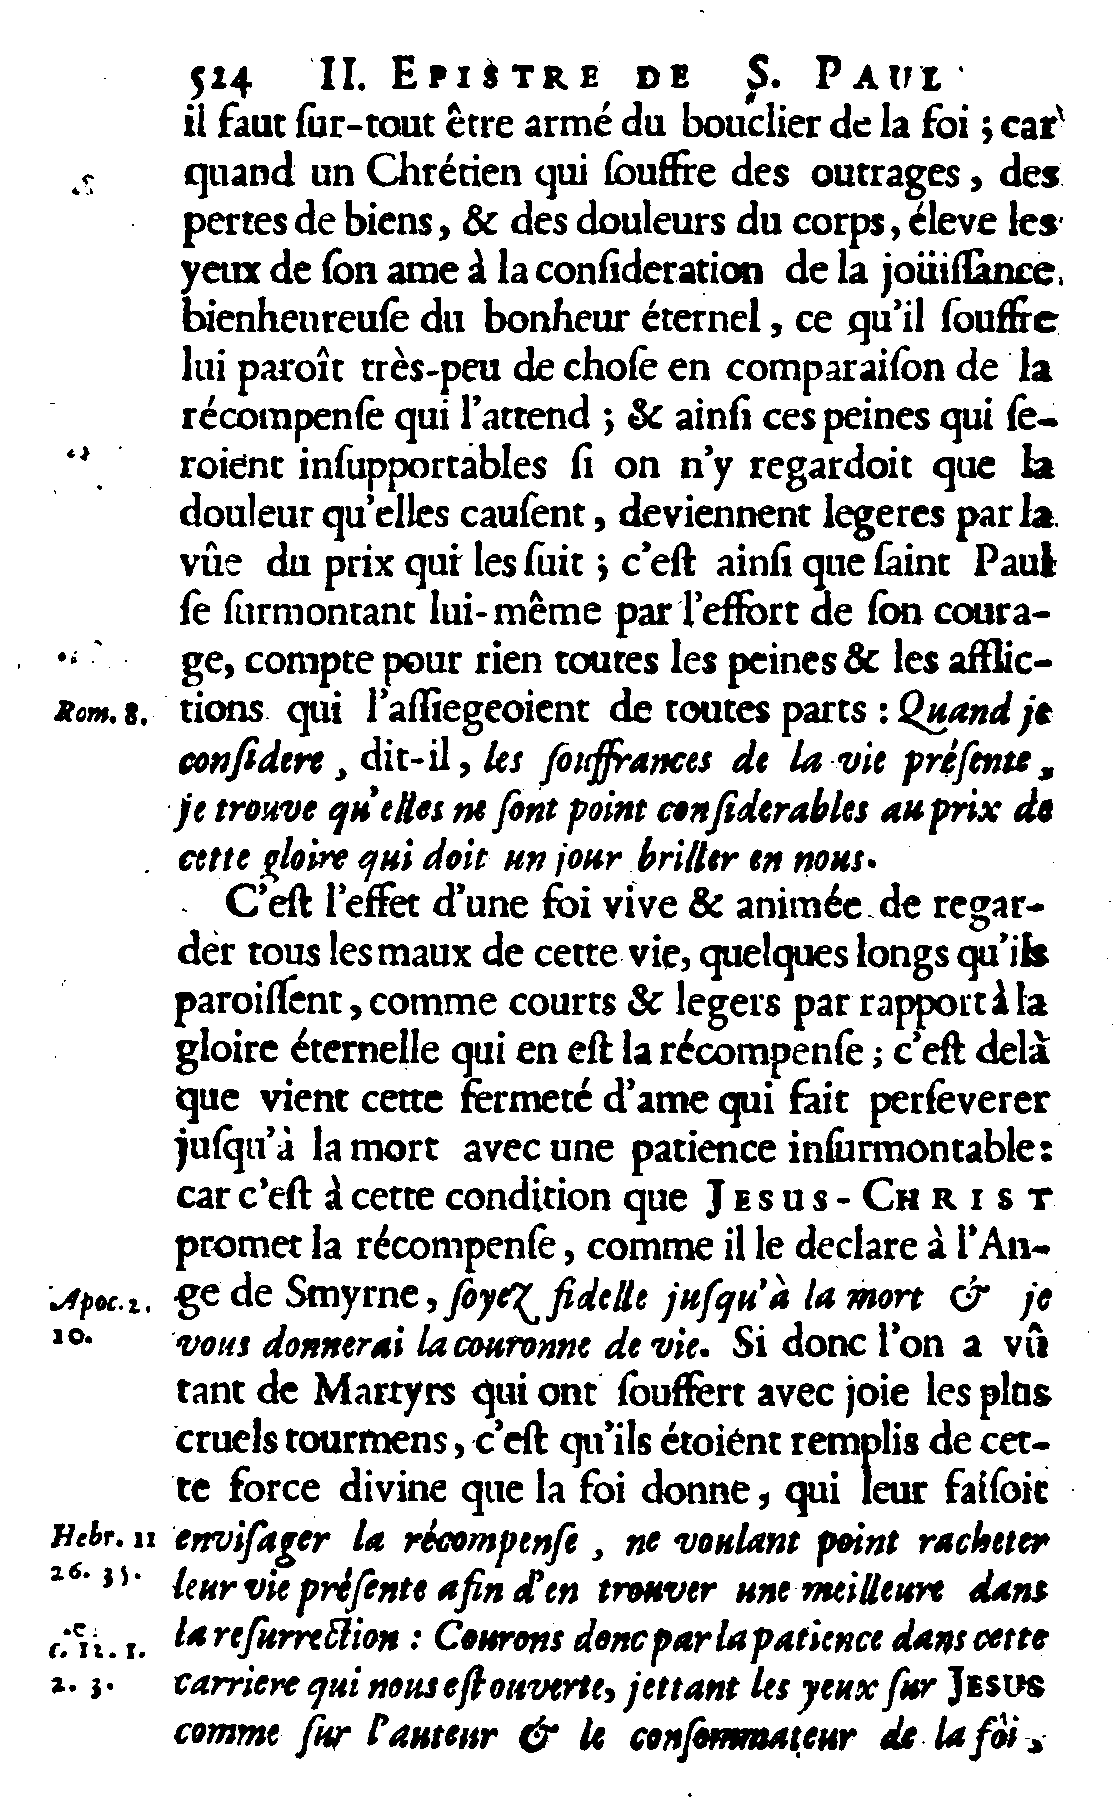 524 II. EPISTRE DE S. PAUL
il faut ſur-tout être armé du bouclier de la foi ; car
quand un Chrétien qui ſouffre des outrages, des
pertes de biens, & des douleurs du corps, éleve les
yeux de ſon ame à la conſideration de la joüiſſance
bienheureuſe du bonheur éternel, ce qu'il ſouffre
lui paroît très-peu de choſe en comparaiſon de la
récompenſe qui l'attend ; & ainſi ces peines qui ſe-
roient inſupportables ſi on n'y regardoit que la
douleur qu'elles cauſent, deviennent legeres par la
vûe du prix qui les ſuit ; c'eſt ainſi que ſaint Paul
ſe ſurmontant lui-même par l'effort de ſon coura-
ge, compte pour rien toutes les peines & les afflic-
Rom. 8. tions qui l'aſſiegeoient de toutes parts : Quand je
conſidere, dit-il, les ſouffrances de la vie préſente,
je trouve qu'elles ne ſont point conſiderables au prix de
cette gloire qui doit un jour briller en nous.
C'eſt l'effet d'une foi vive & animée de regar-
der tous les maux de cette vie, quelques longs qu'ils
paroiſſent, comme courts & legers par rapport à la
gloire éternelle qui en eſt la récompenſe ; c'eſt delà
que vient cette fermeté d'ame qui fait perſeverer
juſqu'à la mort avec une patience inſurmontable :
car c'eſt à cette condition que JESUS-CHRIST
promet la récompenſe, comme il le declare à l'An-
Apoc. 2. ge de Smyrne, ſoyez fidelle juſqu'à la mort & je
10. vous donnerai la couronne de vie. Si donc l'on a vû
tant de Martyrs qui ont ſouffert avec joie les plus
cruels tourmens, c'eſt qu'ils étoient remplis de cet-
te force divine que la foi donne, qui leur faiſoit
Hebr. 11 enviſager la récompenſe, ne voulant point racheter
26. 35. leur vie préſente afin d'en trouver une meilleure dans
c. 12. 1. la reſurrection : Courons donc par la patience dans cette
2. 3. carriere qui nous eſt ouverte, jettant les yeux ſur JESUS
comme ſur l'auteur & le conſommateur de la foi,